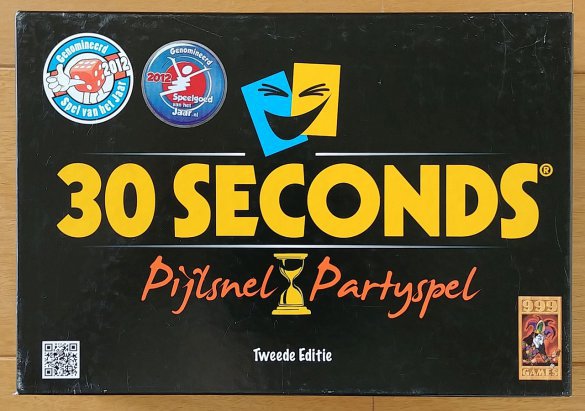 Genomineerd
2012
Spel van het Jaar
Genomineerd
2012
Speelgoed
van het
Jaar.nl
30 SECONDS®
Pijlsnel Partyspel
Tweede Editie
999
GAMES